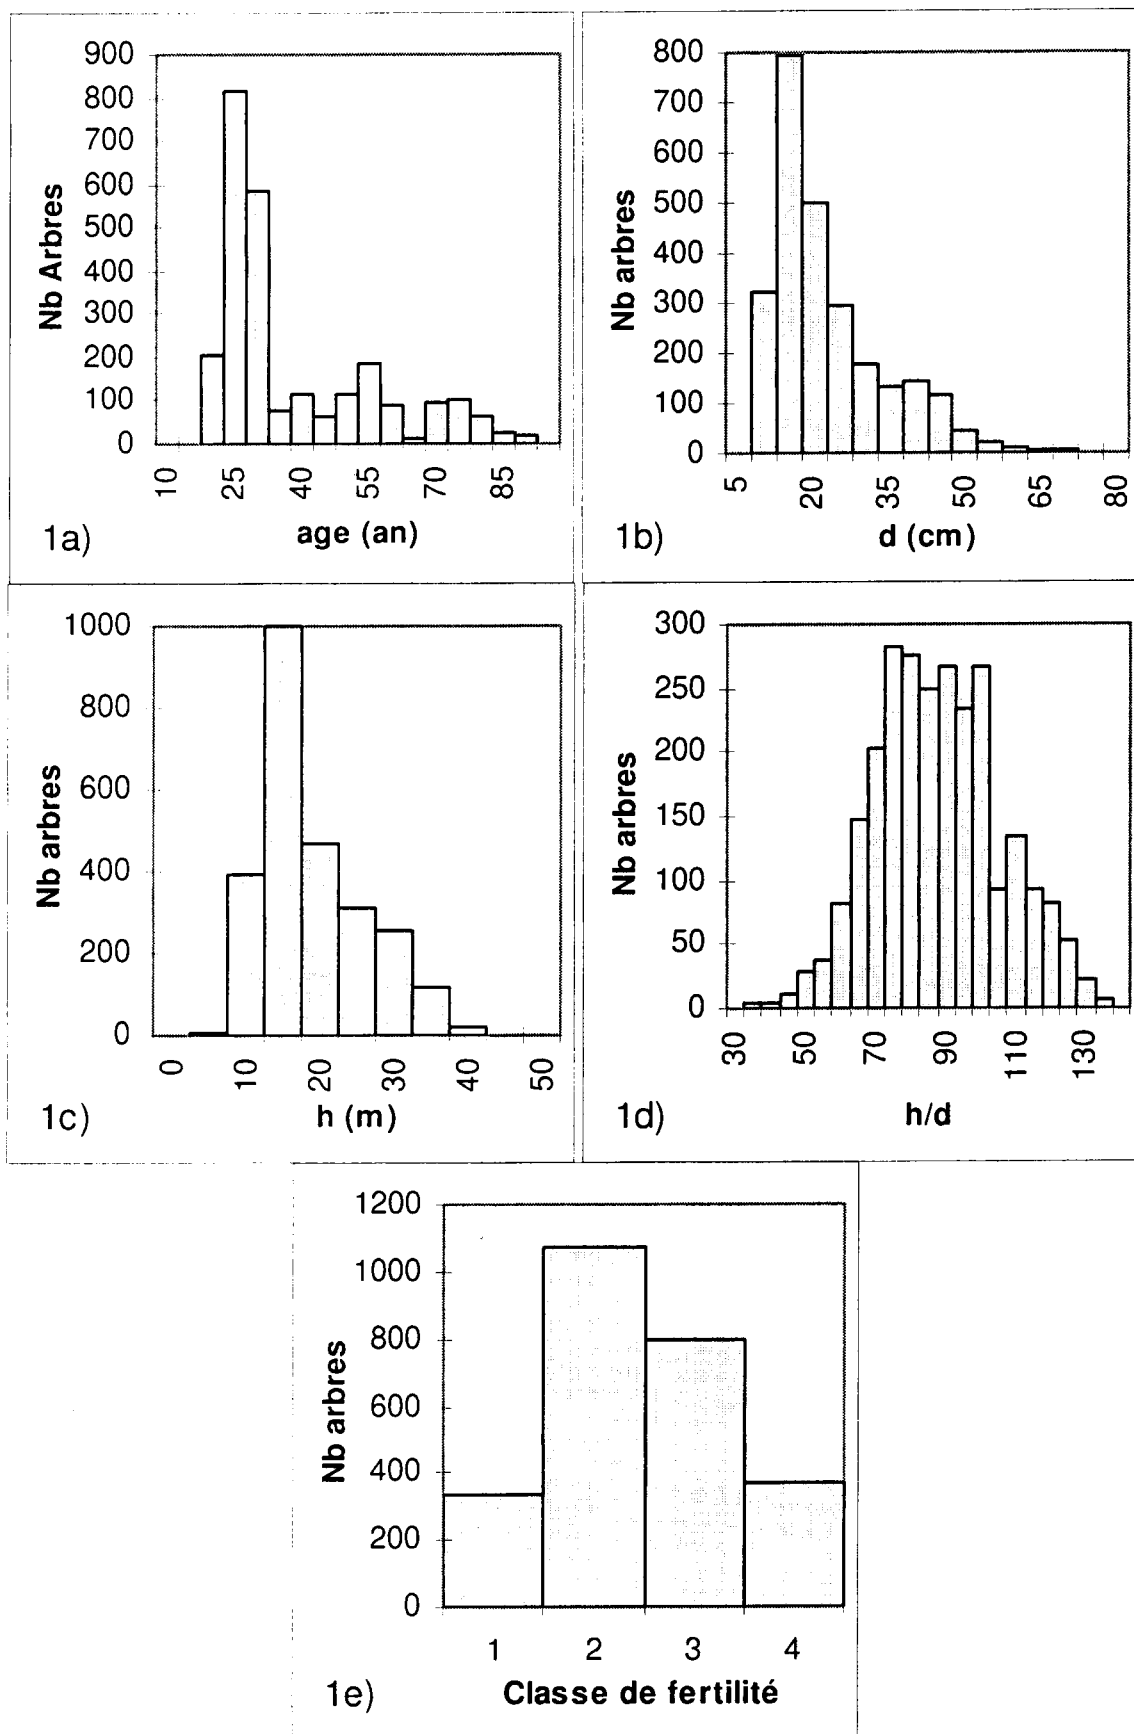 900
800
700
600
500
400
300
200
100
0
Nb Arbres
10 25 40 55 70 85
age (an)
1a)
800
700
600
500
400
300
200
100
0
Nb arbres
5 20 35 50 65 80
d (cm)
1b)
1000
800
600
400
200
0
Nb arbres
0 10 20 30 40 50
h (m)
1c)
300
250
200
150
100
50
0
Nb arbres
30 50 70 90 110 130
h/d
1d)
1200
1000
800
600
400
200
0
Nb arbres
1 2 3 4
Classe de fertilité
1e)